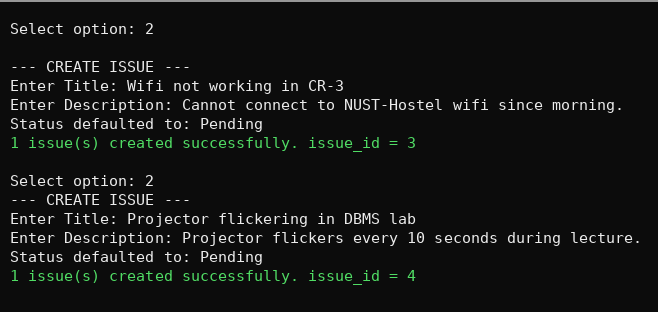 Select option: 2
--- CREATE ISSUE ---
Enter Title: Wifi not working in CR-3
Enter Description: Cannot connect to NUST-Hostel wifi since morning.
Status defaulted to: Pending
1 issue(s) created successfully. issue_id = 3
Select option: 2
--- CREATE ISSUE ---
Enter Title: Projector flickering in DBMS lab
Enter Description: Projector flickers every 10 seconds during lecture.
Status defaulted to: Pending
1 issue(s) created successfully. issue_id = 4